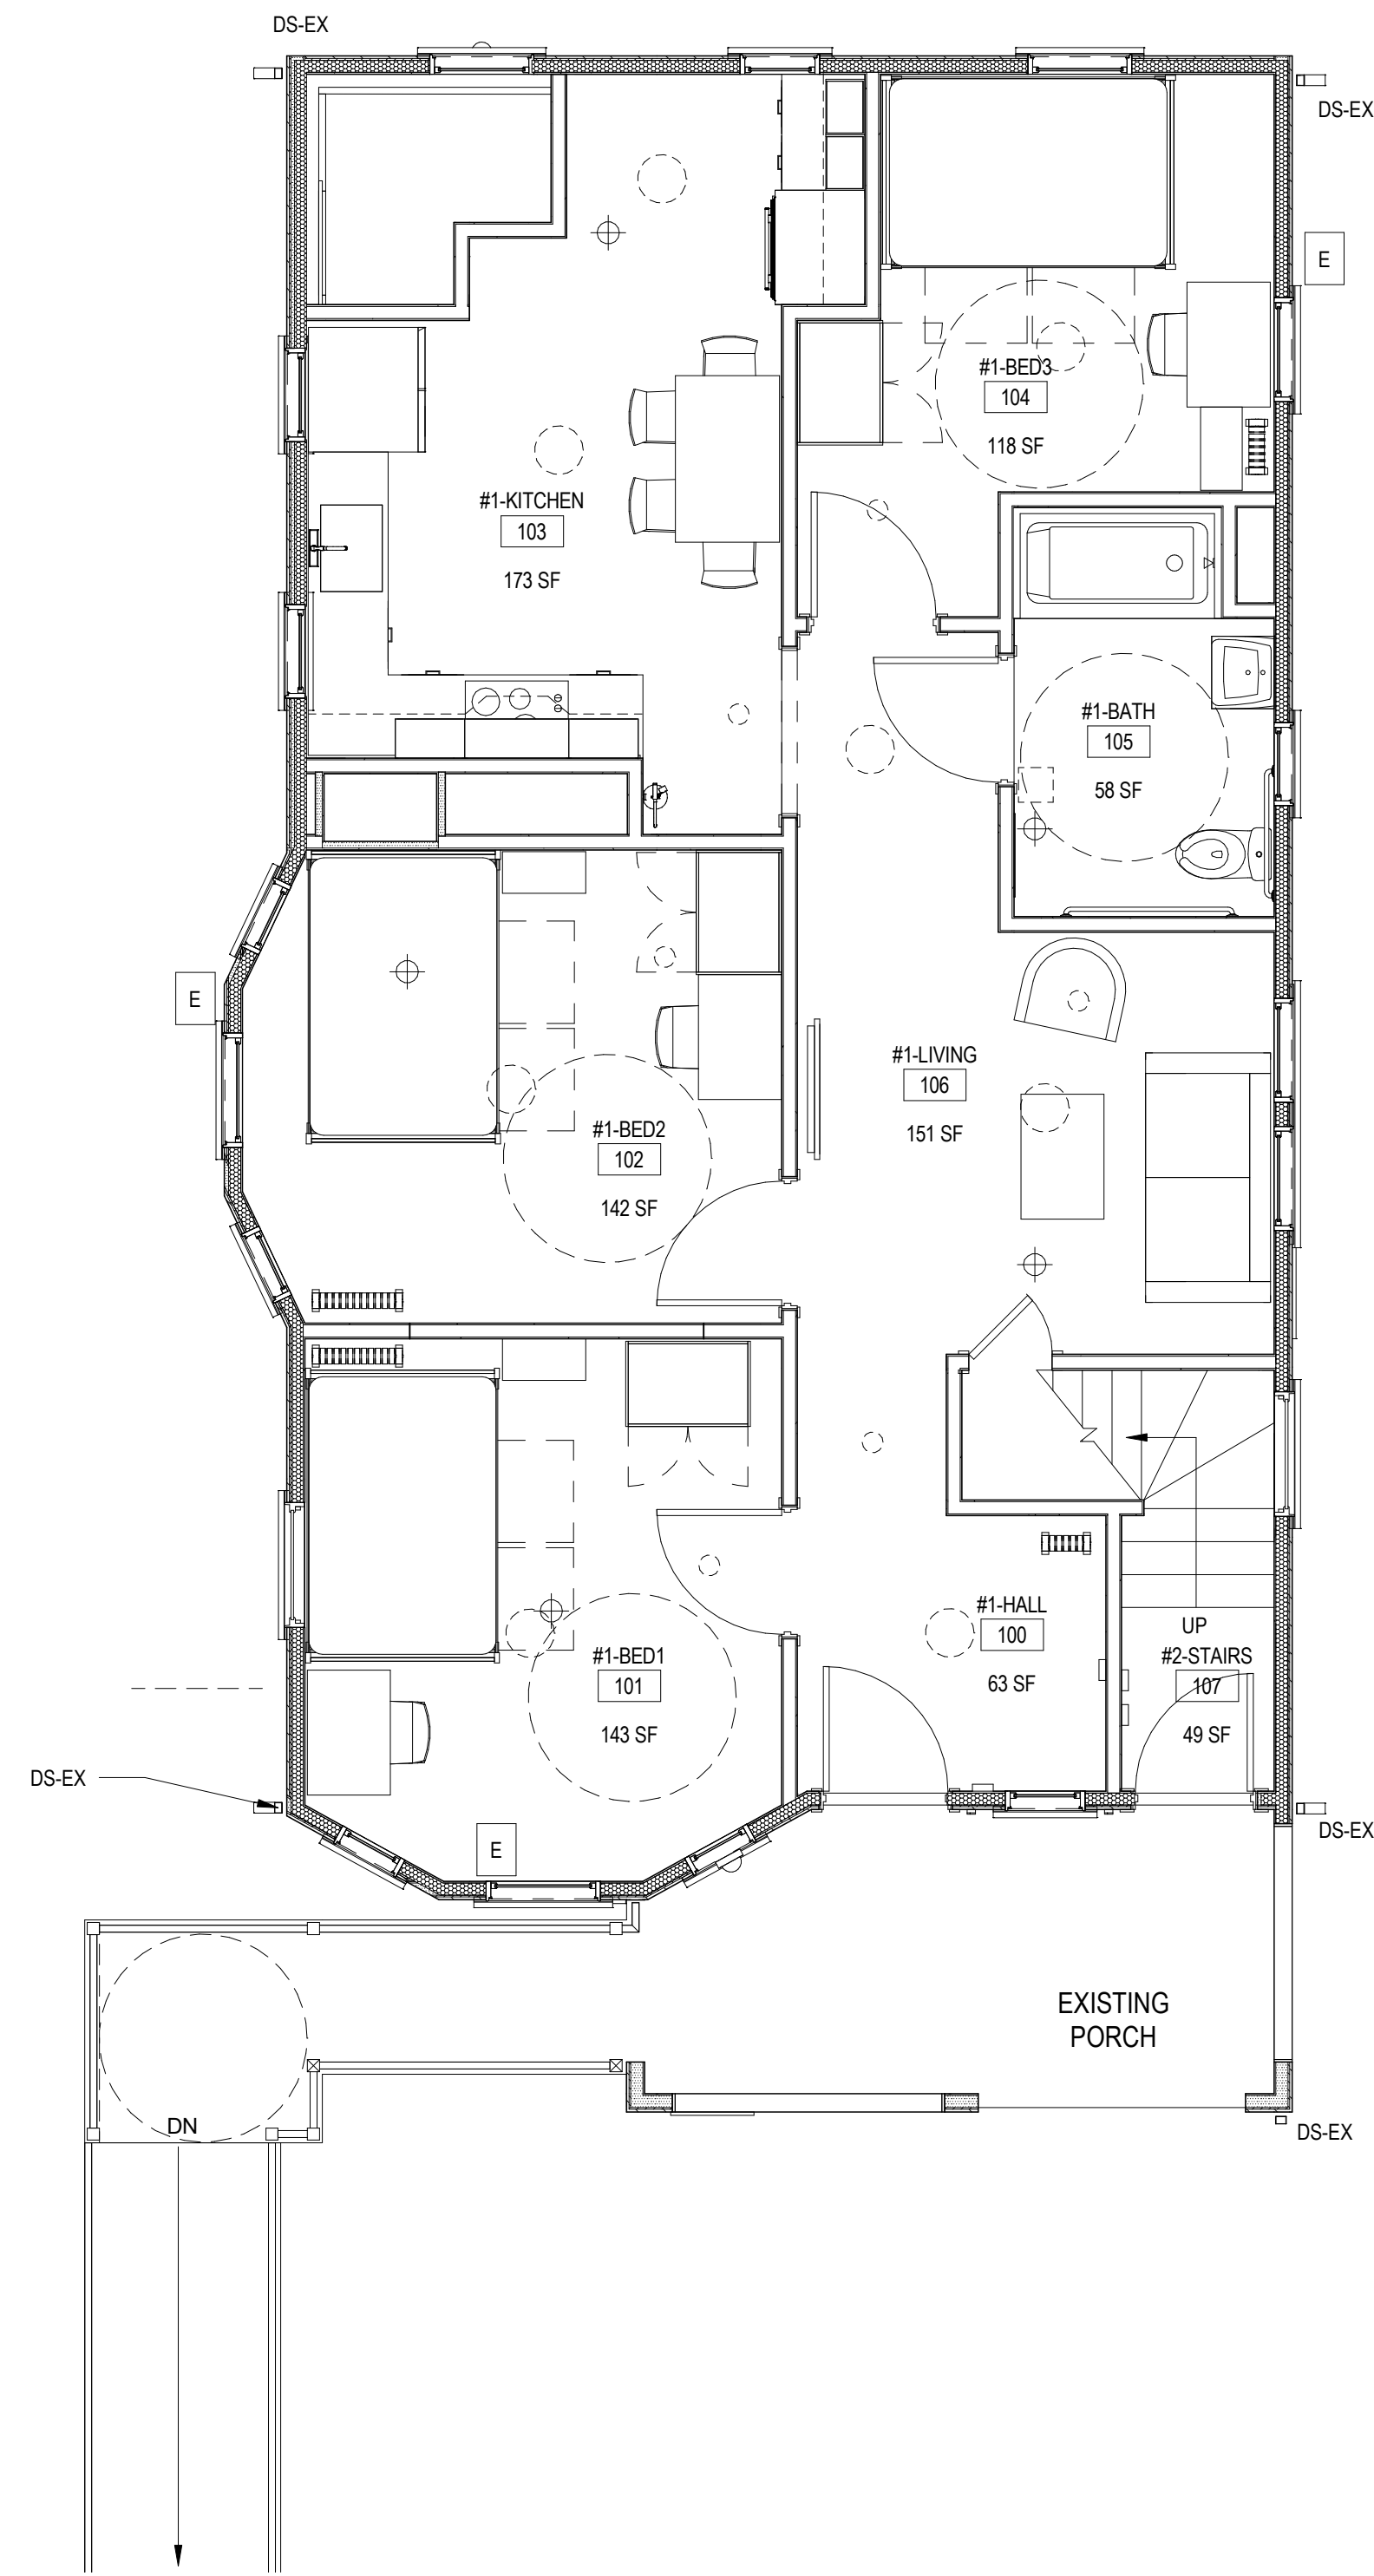 DS-EX
DS-EX
E
#1-BED3
104
118 SF
#1-KITCHEN
103
173 SF
#1-BATH
105
58 SF
E
#1-LIVING
106
151 SF
#1-BED2
102
142 SF
#1-HALL
100
63 SF
UP
#2-STAIRS
107
49 SF
#1-BED1
101
143 SF
DS-EX
DS-EX
E
EXISTING
PORCH
DN
DS-EX